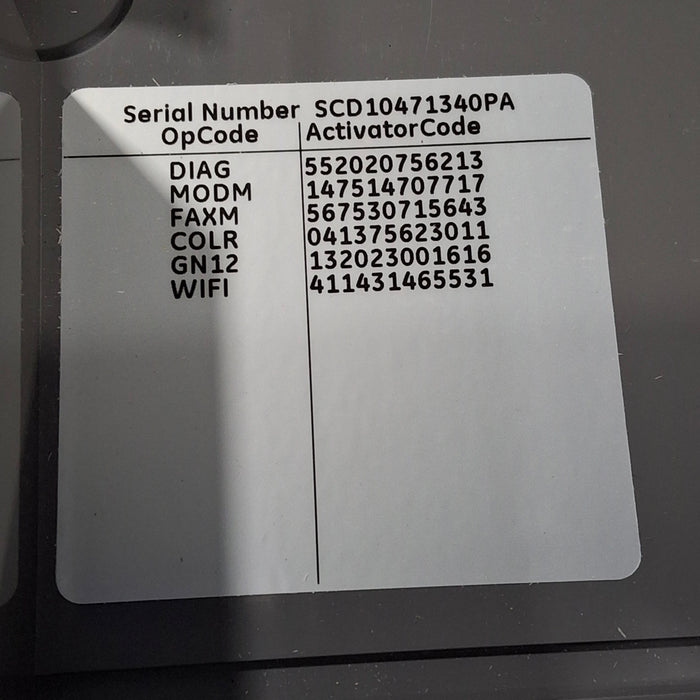 Serial Number SCD10471340PA
OpCode ActivatorCode
DIAG 552020756213
MODM 147514707717
FAXM 567530715643
COLR 041375623011
GN12 132023001616
WIFI 411431465531